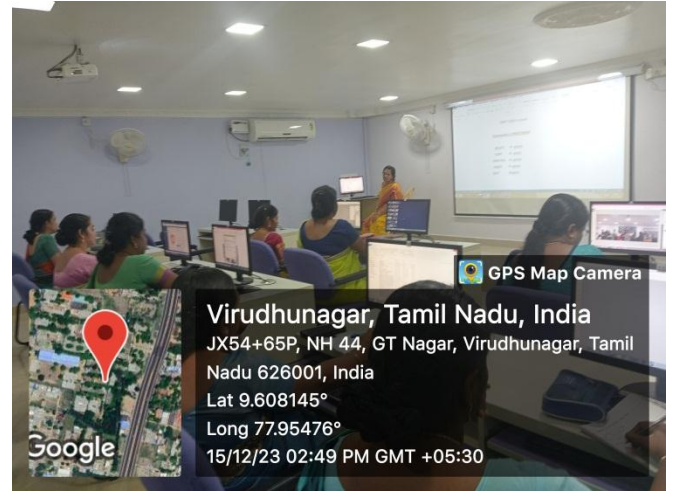 GPS Map Camera
Virudhunagar, Tamil Nadu, India
JX54+65P, NH 44, GT Nagar, Virudhunagar, Tamil
Nadu 626001, India
Lat 9.608145°
Long 77.95476°
15/12/23 02:49 PM GMT +05:30
Google